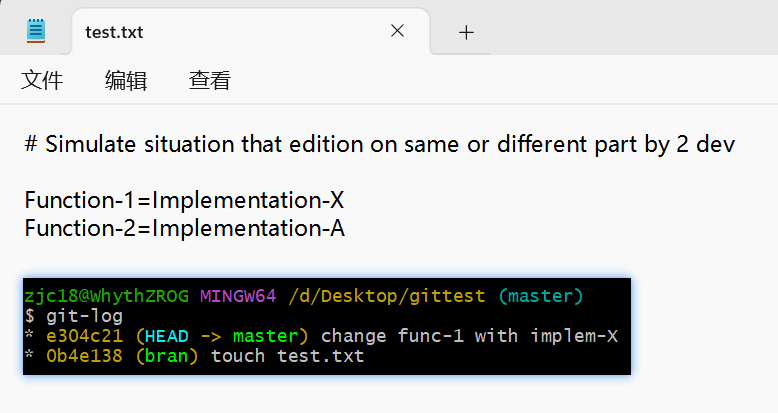 test.txt
文件 编辑 查看
# Simulate situation that edition on same or different part by 2 dev
Function-1=Implementation-X
Function-2=Implementation-A
zjc18@WhythZROG MINGW64 /d/Desktop/gittest (master)
$ git-log
* e304c21 (HEAD -> master) change func-1 with implem-X
* 0b4e138 (bran) touch test.txt